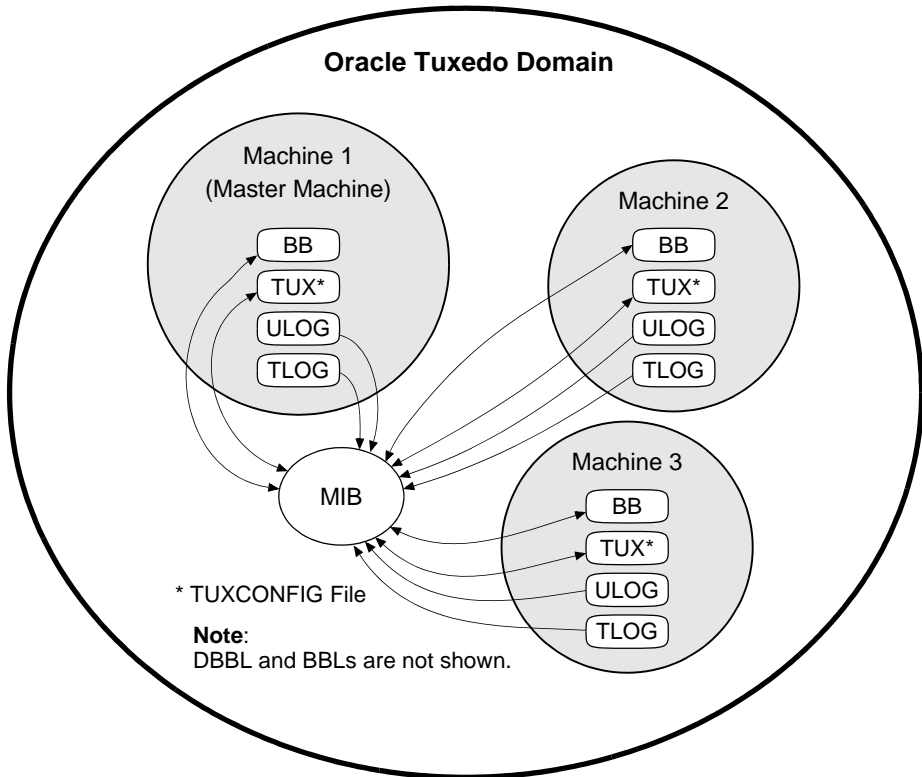 Oracle Tuxedo Domain
Machine 1
(Master Machine)
BB
TUX*
ULOG
TLOG
Machine 2
BB
TUX*
ULOG
TLOG
Machine 3
BB
TUX*
ULOG
TLOG
MIB
* TUXCONFIG File
Note:
DBBL and BBLs are not shown.